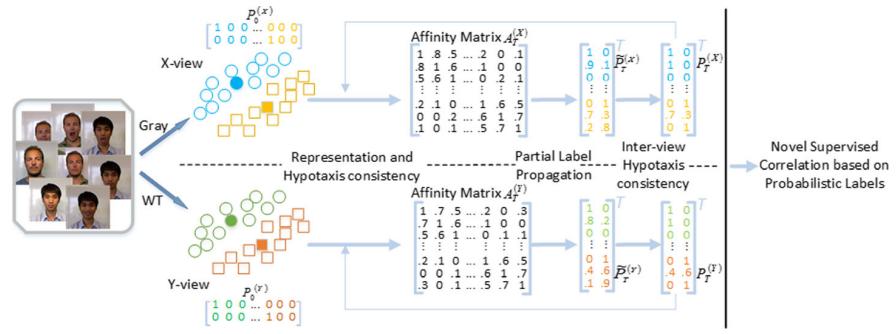 P_0^(x)
[1 0 0 ... 0 0 0
0 0 0 ... 1 0 0]
X-view
Gray
WT
Y-view
P_0^(Y)
[1 0 0 ... 0 0 0
0 0 0 ... 1 0 0]
Representation and
Hypotaxis consistency
Affinity Matrix A_T^(X)
1 .8 .5 ... .2 0 .1
.8 1 .6 ... .1 0 0
.5 .6 1 ... 0 .2 .1
⋮ ⋮ ⋮ ⋮ ⋮ ⋮
.2 .1 0 ... 1 .6 .5
0 0 .2 ... .6 1 .7
.1 0 .1 ... .5 .7 1
Affinity Matrix A_T^(Y)
1 .7 .5 ... .2 0 .3
.7 1 .6 ... .1 0 0
.5 .6 1 ... 0 .1 .1
⋮ ⋮ ⋮ ⋮ ⋮ ⋮
.2 .1 0 ... 1 .6 .5
0 0 .1 ... .6 1 .7
.3 0 .1 ... .5 .7 1
Partial Label
Propagation
1 0
.9 .1
0 0
⋮
0 1
.7 .3
.2 .8
T
P̃_T^(x)
1 0
.8 .2
0 0
⋮
0 1
.4 .6
.1 .9
T
P̃_T^(Y)
Inter-view
Hypotaxis
consistency
1 0
1 0
0 0
⋮
0 1
.7 .3
0 1
T
P_T^(X)
1 0
1 0
0 0
⋮
0 1
.4 .6
0 1
T
P_T^(Y)
Novel Supervised
Correlation based on
Probabilistic Labels